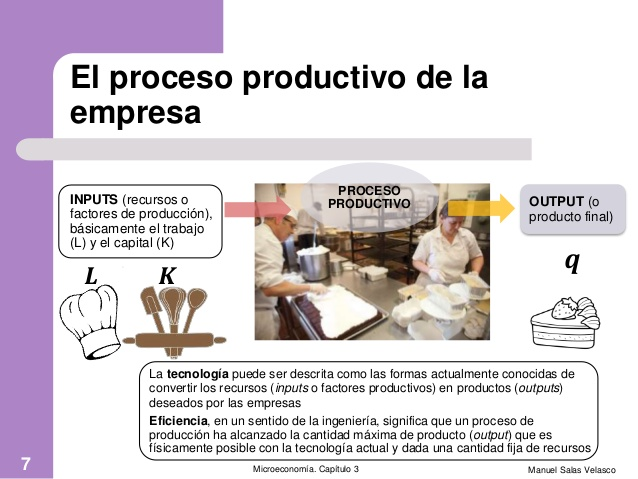 El proceso productivo de la
empresa
INPUTS (recursos o
factores de producción),
básicamente el trabajo
(L) y el capital (K)
PROCESO
PRODUCTIVO
OUTPUT (o
producto final)
L
K
q
La tecnología puede ser descrita como las formas actualmente conocidas de
convertir los recursos (inputs o factores productivos) en productos (outputs)
deseados por las empresas
Eficiencia, en un sentido de la ingeniería, significa que un proceso de
producción ha alcanzado la cantidad máxima de producto (output) que es
físicamente posible con la tecnología actual y dada una cantidad fija de recursos
7
Microeconomía. Capítulo 3
Manuel Salas Velasco